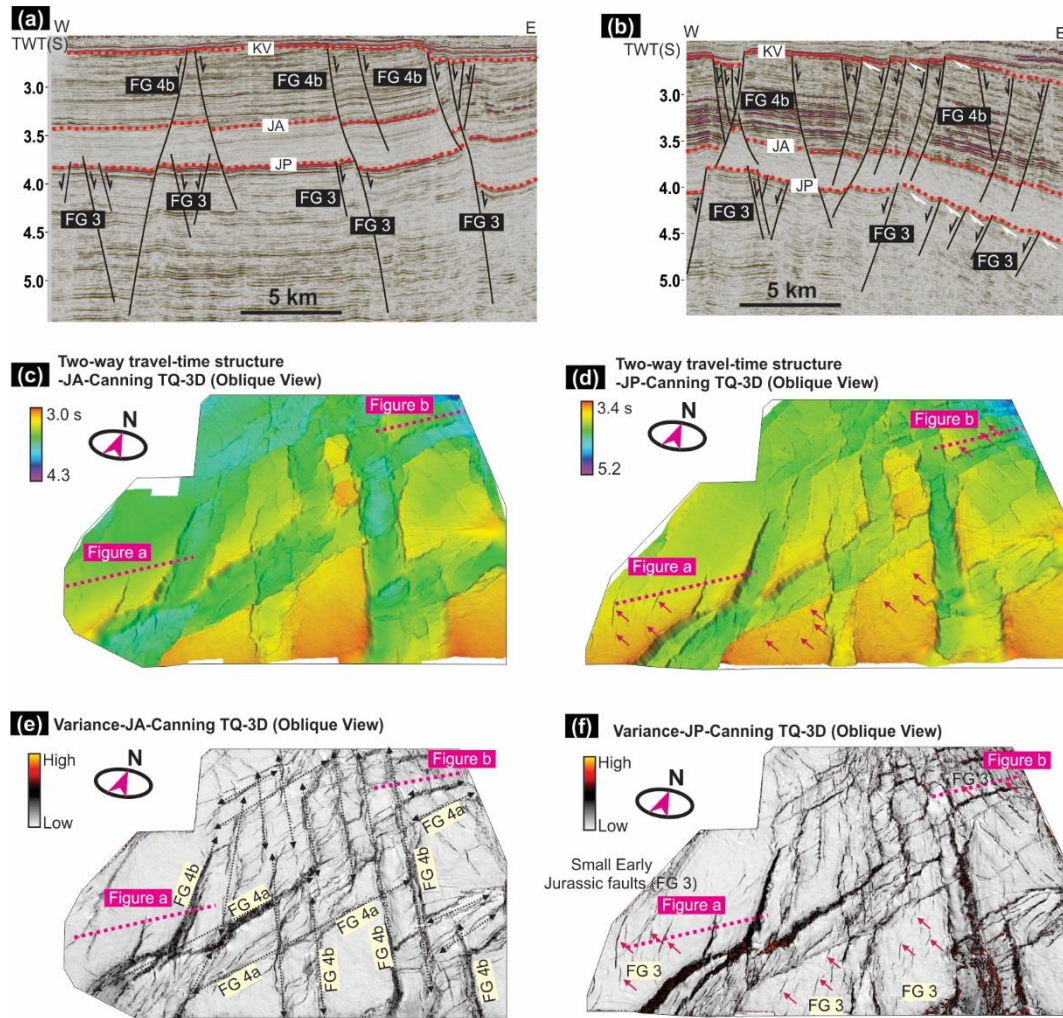 (a)
W
E
TWT(S)
KV
FG 4b
FG 4b
FG 4b
3.0
JA
3.5
JP
4.0
FG 3
FG 3
FG 3
FG 3
4.5
5.0
5 km
(b)
W
E
TWT(S)
KV
3.0
FG 4b
FG 4b
3.5
JA
JP
4.0
FG 3
FG 3
FG 3
4.5
5.0
5 km
(c)
Two-way travel-time structure
-JA-Canning TQ-3D (Oblique View)
3.0 s
4.3
N
Figure b
Figure a
(d)
Two-way travel-time structure
-JP-Canning TQ-3D (Oblique View)
3.4 s
5.2
N
Figure b
Figure a
(e)
Variance-JA-Canning TQ-3D (Oblique View)
High
Low
N
Figure b
Figure a
FG 4a
FG 4b
FG 4b
FG 4a
FG 4a
FG 4b
FG 4b
FG 4b
(f)
Variance-JP-Canning TQ-3D (Oblique View)
High
Low
N
Figure b
FG 3
Small Early
Jurassic faults (FG 3)
Figure a
FG 3
FG 3
FG 3